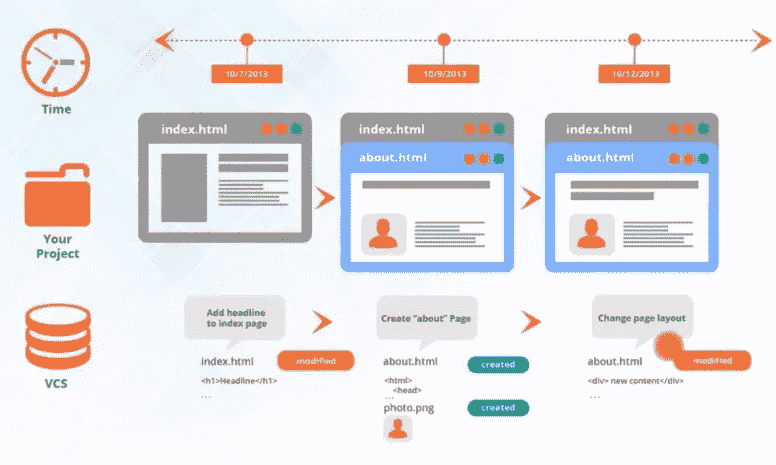 10/7/2013
10/9/2013
10/12/2013
Time
index.html
index.html
about.html
index.html
about.html
Your
Project
Add headline
to index page
Create "about" Page
Change page layout
index.html
modified
<h1>Headline</h1>
...
about.html
created
<html>
<head>
...
photo.png
created
about.html
modified
<div> new content</div>
...
VCS